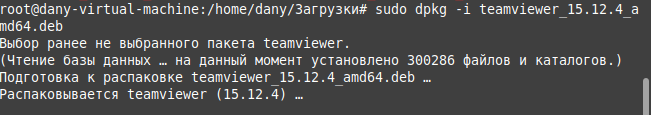 root@dany-virtual-machine:/home/dany/Загрузки# sudo dpkg -i teamviewer_15.12.4_a
md64.deb
Выбор ранее не выбранного пакета teamviewer.
(Чтение базы данных … на данный момент установлено 300286 файлов и каталогов.)
Подготовка к распаковке teamviewer_15.12.4_amd64.deb …
Распаковывается teamviewer (15.12.4) …